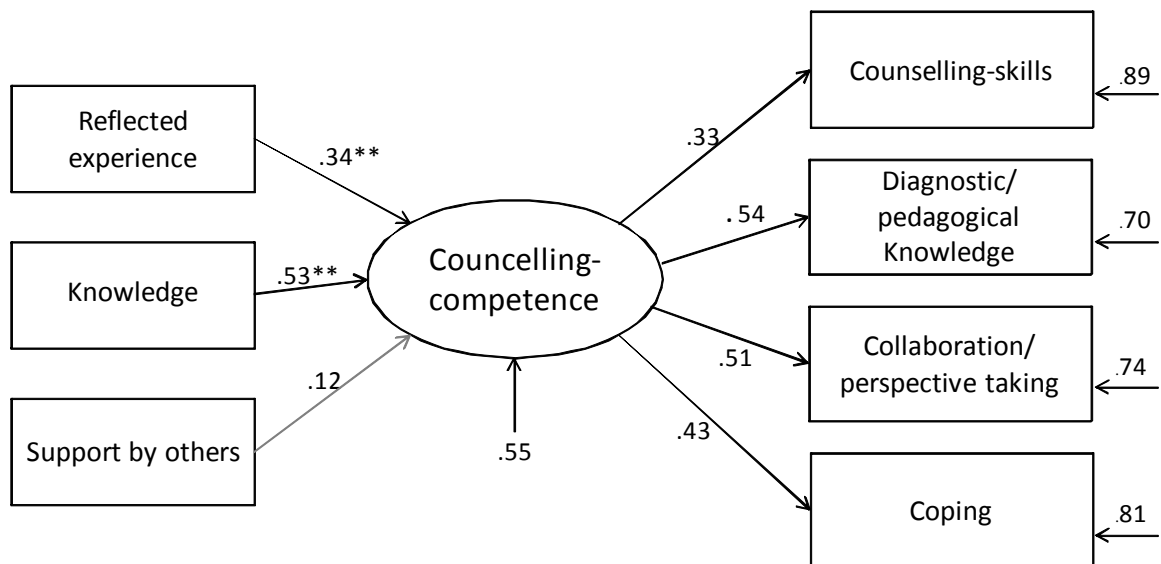 Reflected
experience
.34**
Knowledge
.53**
Support by others
.12
Councelling-
competence
.55
.33
Counselling-skills
.89
.54
Diagnostic/
pedagogical
Knowledge
.70
.51
Collaboration/
perspective taking
.74
.43
Coping
.81